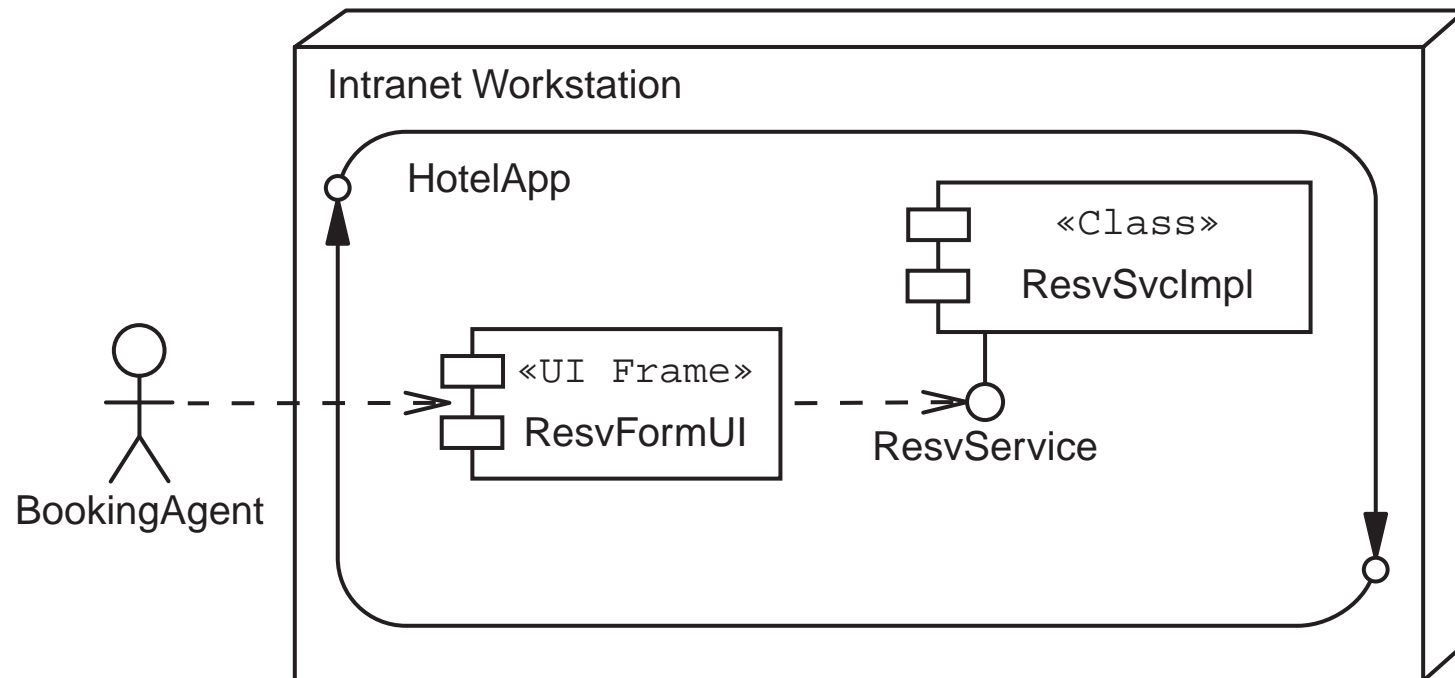 Intranet Workstation
HotelApp
«Class»
ResvSvcImpl
«UI Frame»
ResvFormUI
ResvService
BookingAgent